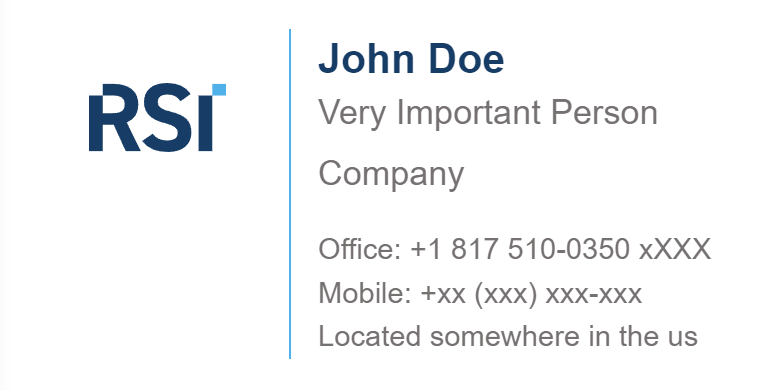 RSI
John Doe
Very Important Person
Company
Office: +1 817 510-0350 xXXX
Mobile: +xx (xxx) xxx-xxx
Located somewhere in the us